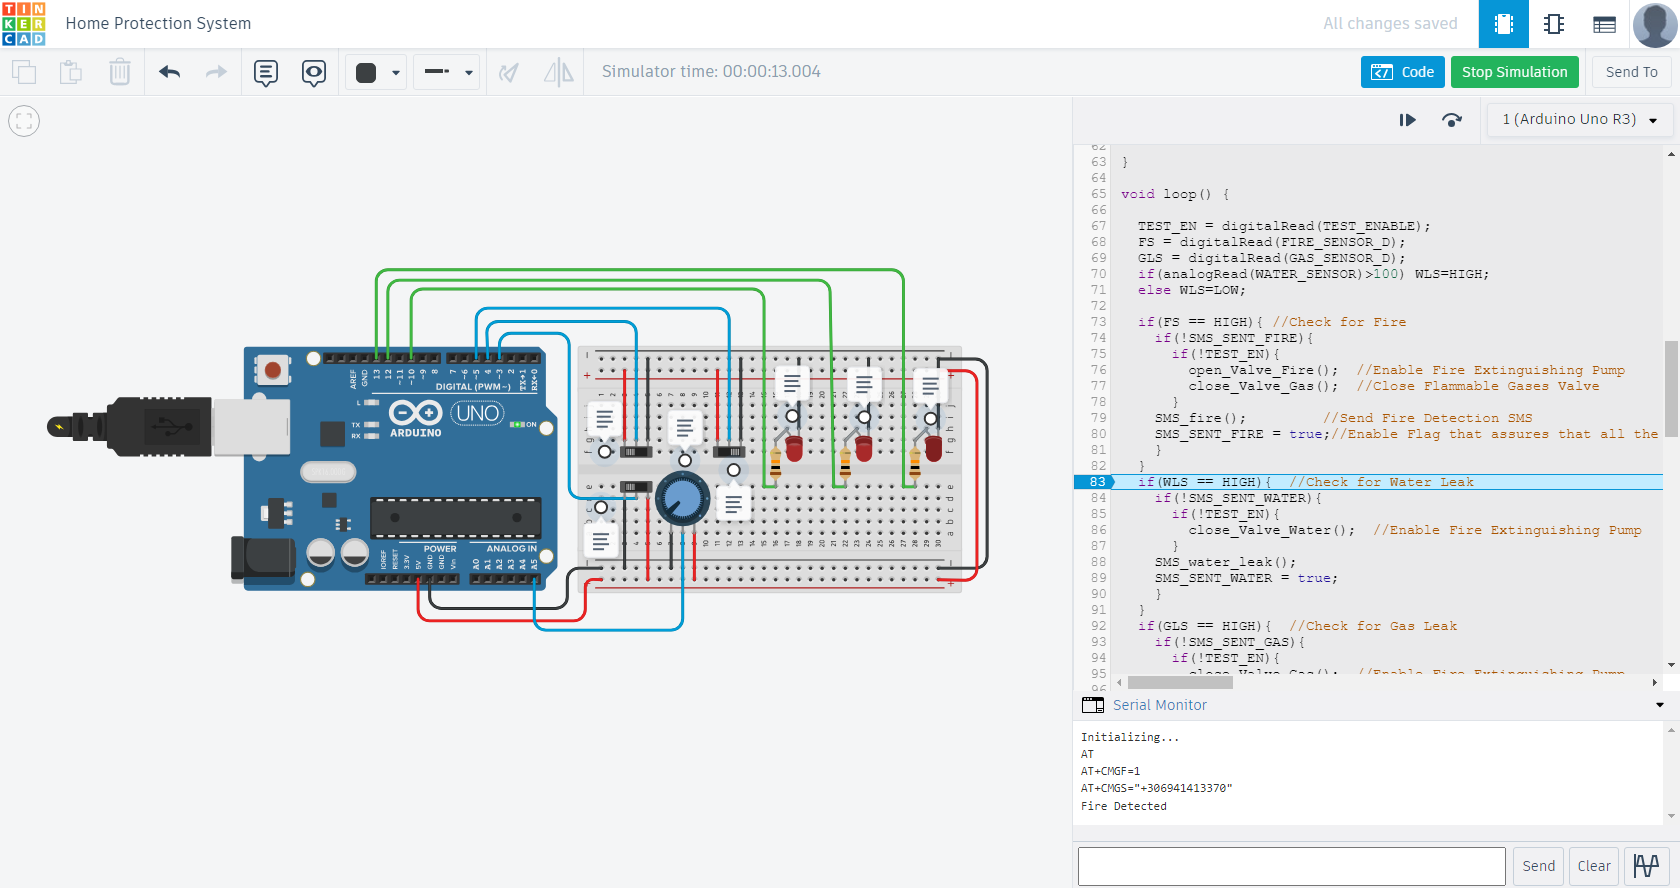 TIN
KER
CAD
Home Protection System
All changes saved
Simulator time: 00:00:13.004
Code
Stop Simulation
Send To
1 (Arduino Uno R3)
62
63 }
64
65 void loop() {
66
67 TEST_EN = digitalRead(TEST_ENABLE);
68 FS = digitalRead(FIRE_SENSOR_D);
69 GLS = digitalRead(GAS_SENSOR_D);
70 if(analogRead(WATER_SENSOR)>100) WLS=HIGH;
71 else WLS=LOW;
72
73 if(FS == HIGH){ //Check for Fire
74 if(!SMS_SENT_FIRE){
75 if(!TEST_EN){
76 open_Valve_Fire(); //Enable Fire Extinguishing Pump
77 close_Valve_Gas(); //Close Flammable Gases Valve
78 }
79 SMS_fire(); //Send Fire Detection SMS
80 SMS_SENT_FIRE = true;//Enable Flag that assures that all the
81 }
82 }
83 if(WLS == HIGH){ //Check for Water Leak
84 if(!SMS_SENT_WATER){
85 if(!TEST_EN){
86 close_Valve_Water(); //Enable Fire Extinguishing Pump
87 }
88 SMS_water_leak();
89 SMS_SENT_WATER = true;
90 }
91 }
92 if(GLS == HIGH){ //Check for Gas Leak
93 if(!SMS_SENT_GAS){
94 if(!TEST_EN){
95 close_Valve_Gas(); //Enable Fire Extinguishing Pump
96
Serial Monitor
Initializing...
AT
AT+CMGF=1
AT+CMGS="+306941413370"
Fire Detected
Send
Clear
AREF
GND
13
12
~11
~10
~9
8
7
~6
~5
4
~3
2
TX→1
RX←0
DIGITAL (PWM~)
L
TX
RX
ARDUINO
UNO
ON
POWER
ANALOG IN
IOREF
RESET
3.3V
5V
GND
GND
Vin
A0
A1
A2
A3
A4
A5